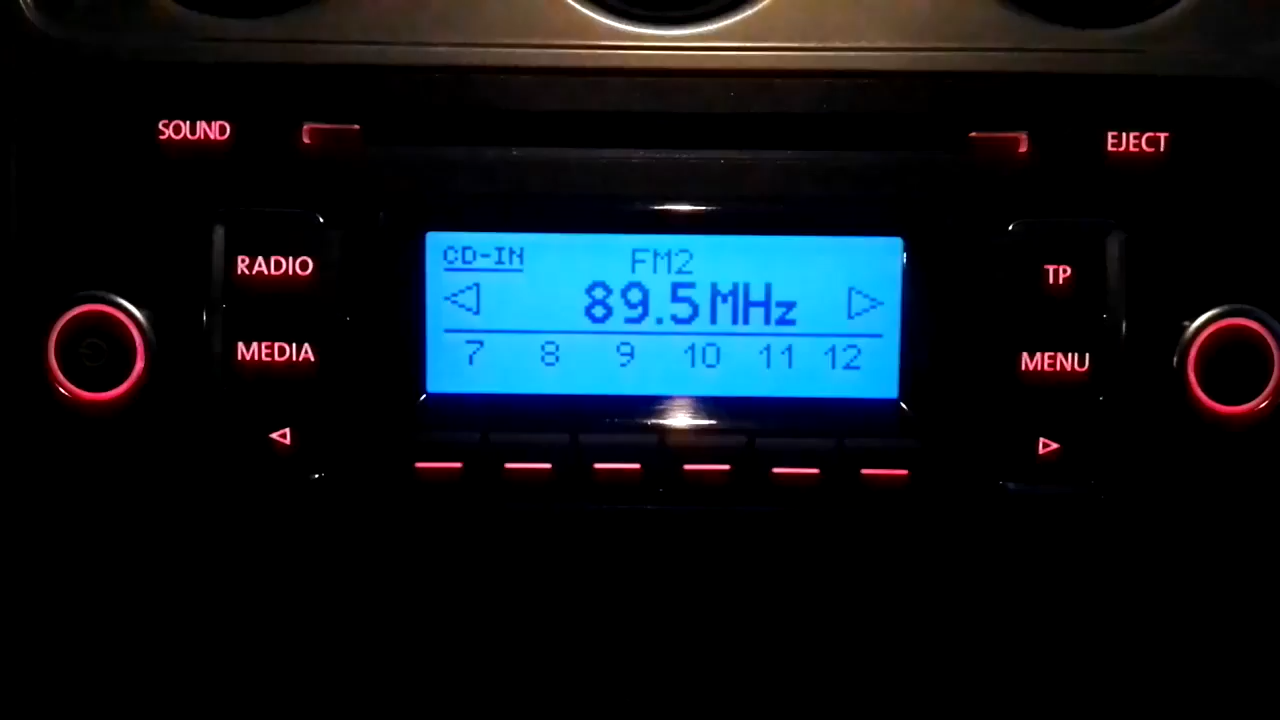 SOUND
EJECT
RADIO
MEDIA
CD-IN
FM2
89.5 MHz
7 8 9 10 11 12
TP
MENU